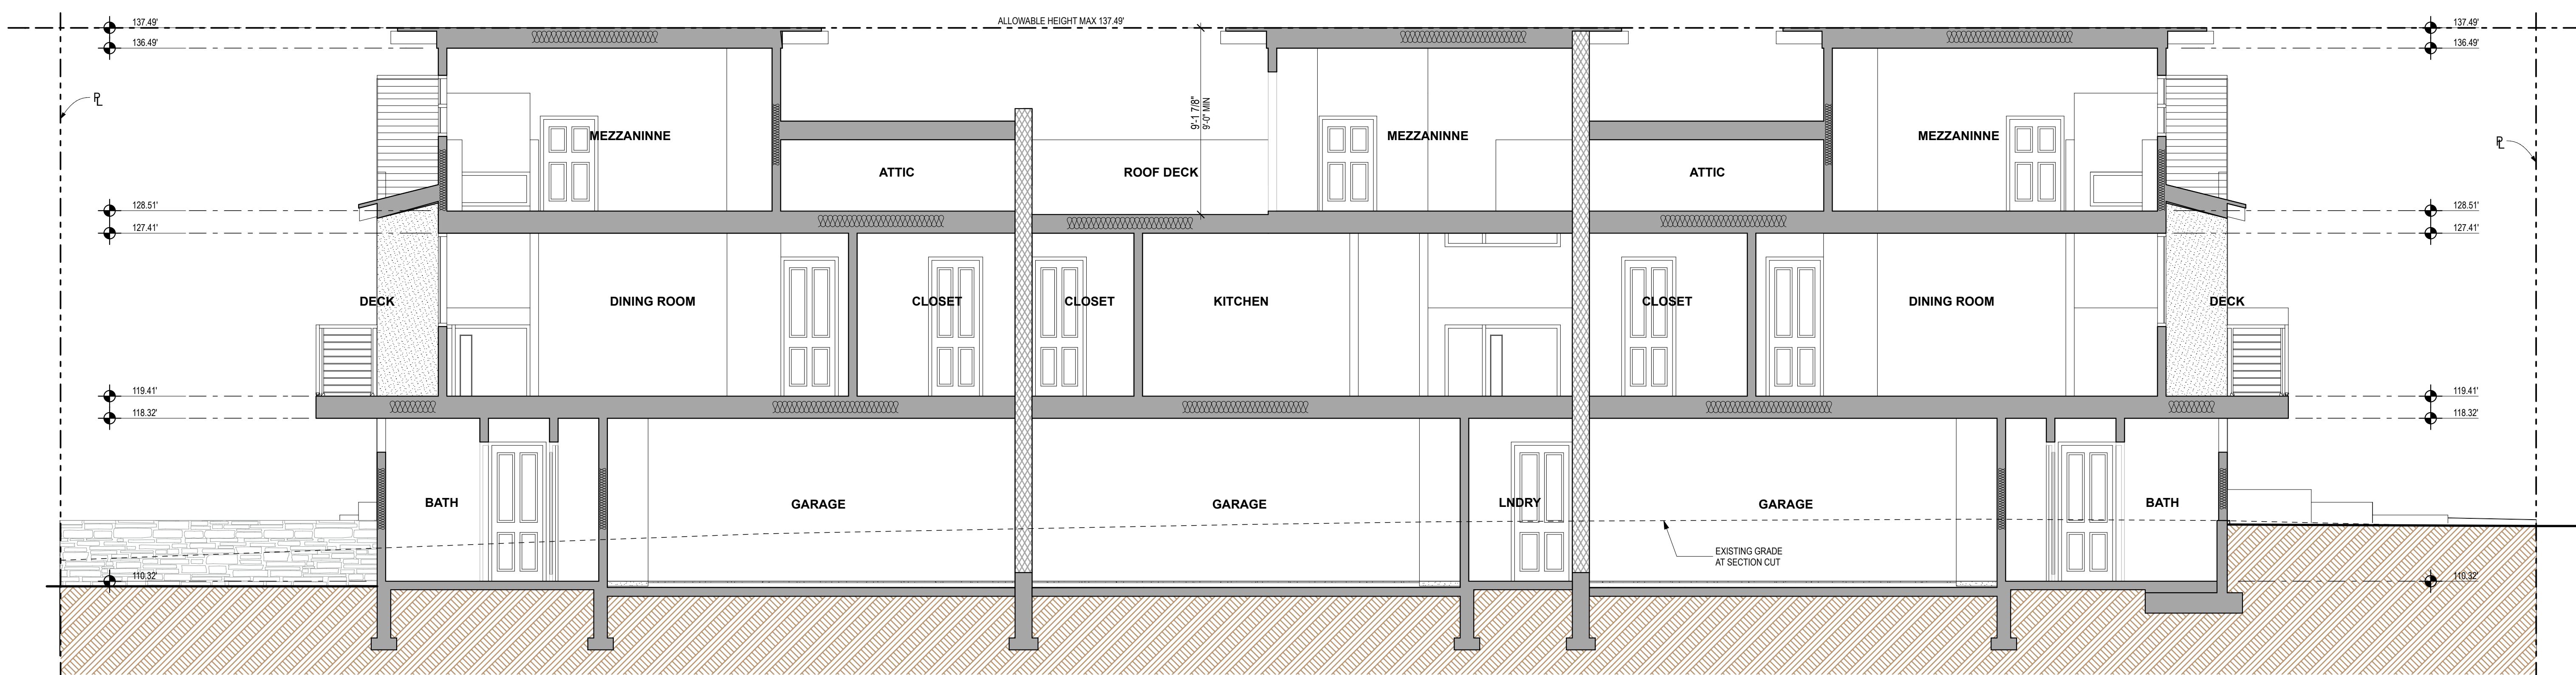 137.49'
ALLOWABLE HEIGHT MAX 137.49'
137.49'
136.49'
136.49'
PL
9'-1 7/8"
9'-0" MIN
MEZZANINNE
MEZZANINNE
MEZZANINNE
PL
ATTIC
ROOF DECK
ATTIC
128.51'
128.51'
127.41'
127.41'
DECK
DINING ROOM
CLOSET
CLOSET
KITCHEN
CLOSET
DINING ROOM
DECK
119.41'
119.41'
118.32'
118.32'
BATH
GARAGE
GARAGE
LNDRY
GARAGE
BATH
EXISTING GRADE
AT SECTION CUT
110.32'
110.32'